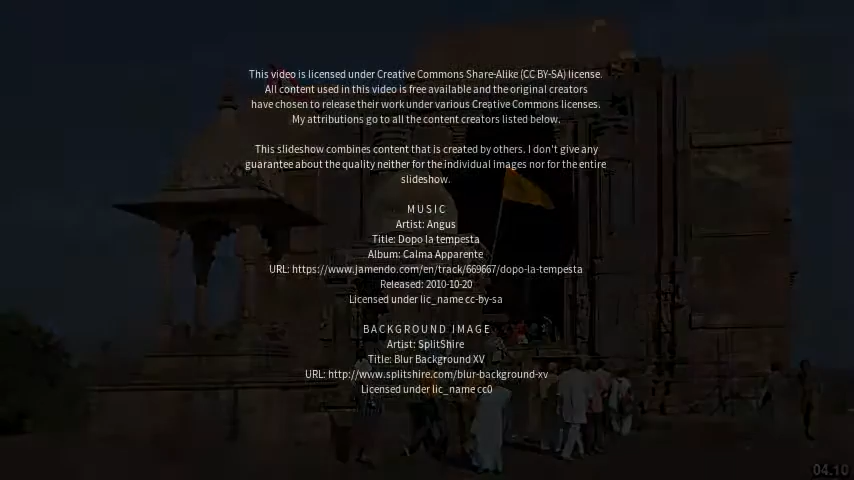 This video is licensed under Creative Commons Share-Alike (CC BY-SA) license.
All content used in this video is free available and the original creators
have chosen to release their work under various Creative Commons licenses.
My attributions go to all the content creators listed below.
This slideshow combines content that is created by others. I don't give any
guarantee about the quality neither for the individual images nor for the entire
slideshow.
MUSIC
Artist: Angus
Title: Dopo la tempesta
Album: Calma Apparente
URL: https://www.jamendo.com/en/track/669667/dopo-la-tempesta
Released: 2010-10-20
Licensed under lic_name cc-by-sa
BACKGROUND IMAGE
Artist: SplitShire
Title: Blur Background XV
URL: http://www.splitshire.com/blur-background-xv
Licensed under lic_name cc0
04.10